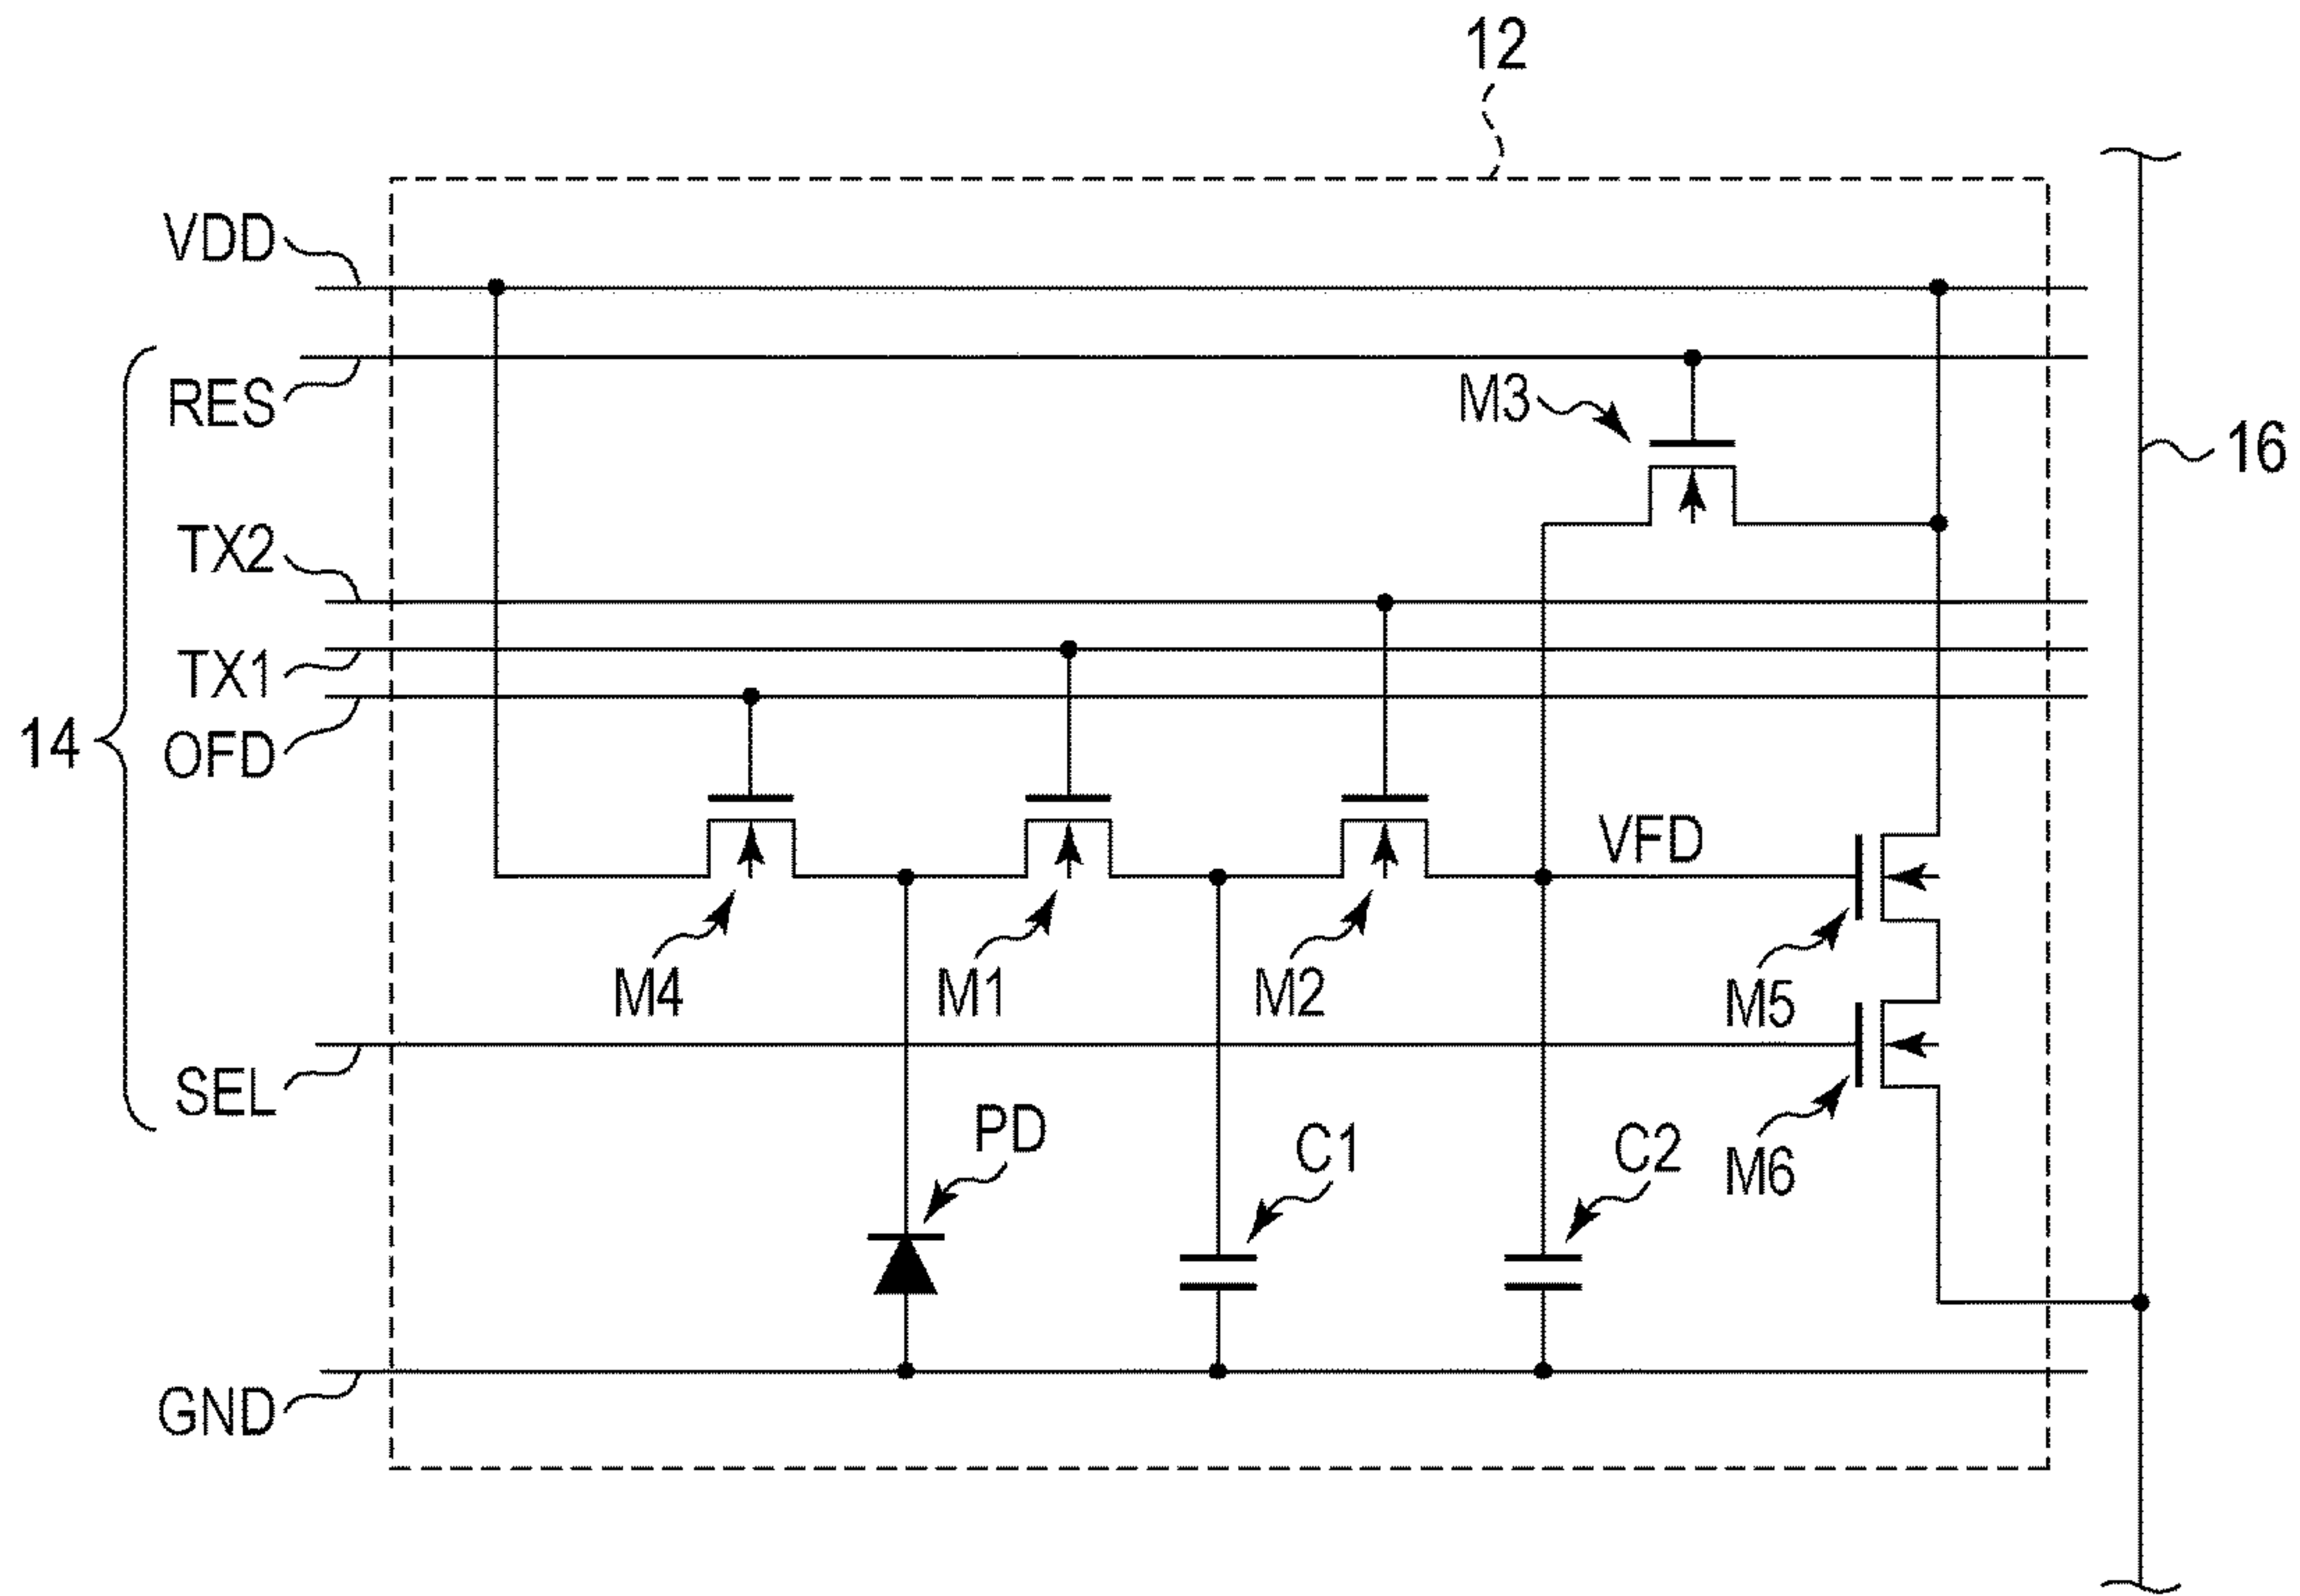 12
VDD
RES
M3
16
TX2
TX1
14
OFD
VFD
M4
M1
M2
M5
SEL
PD
C1
C2
M6
GND